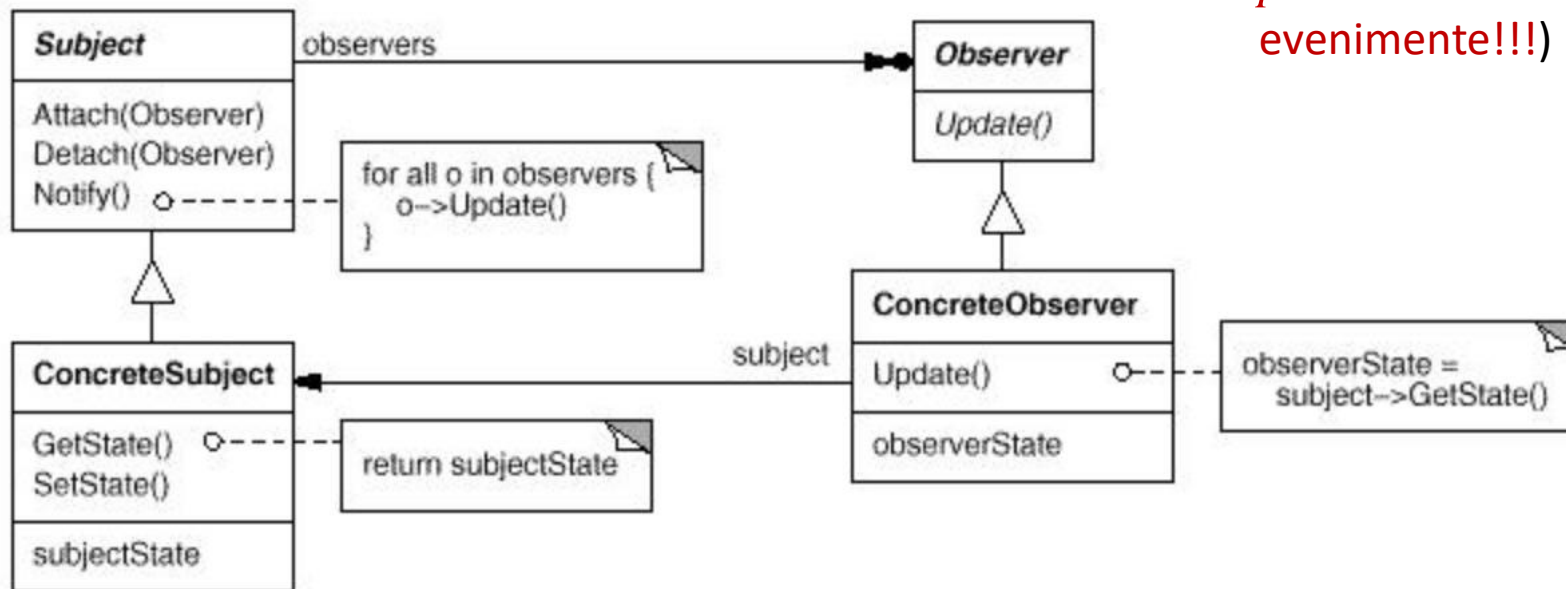 evenimente!!!)
Subject
observers
Observer
Attach(Observer)
Detach(Observer)
Notify()
for all o in observers {
o->Update()
}
Update()
ConcreteSubject
subject
ConcreteObserver
GetState()
SetState()
return subjectState
Update()
observerState =
subject->GetState()
subjectState
observerState